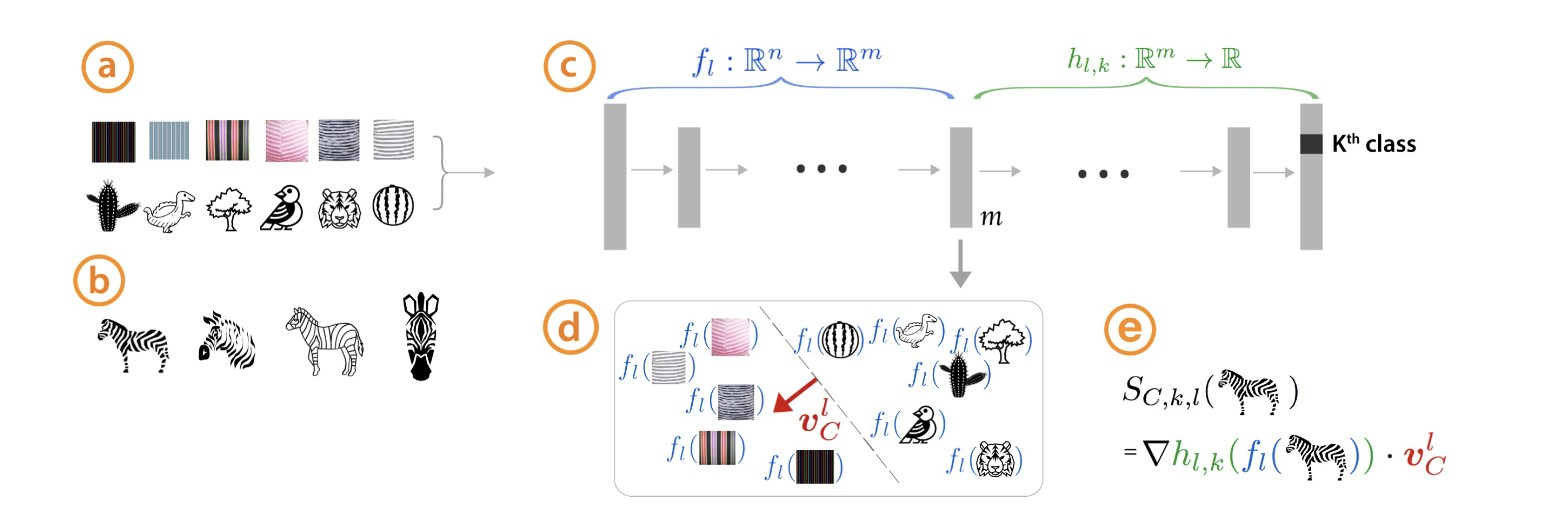 a
b
c
f_l : ℝ^n → ℝ^m
h_{l,k} : ℝ^m → ℝ
K^th class
m
d
f_l( )
f_l( )
f_l( )
f_l( )
f_l( )
f_l( )
f_l( )
f_l( )
f_l( )
f_l( )
f_l( )
v_C^l
e
S_{C,k,l}( )
= ∇h_{l,k}(f_l( )) · v_C^l